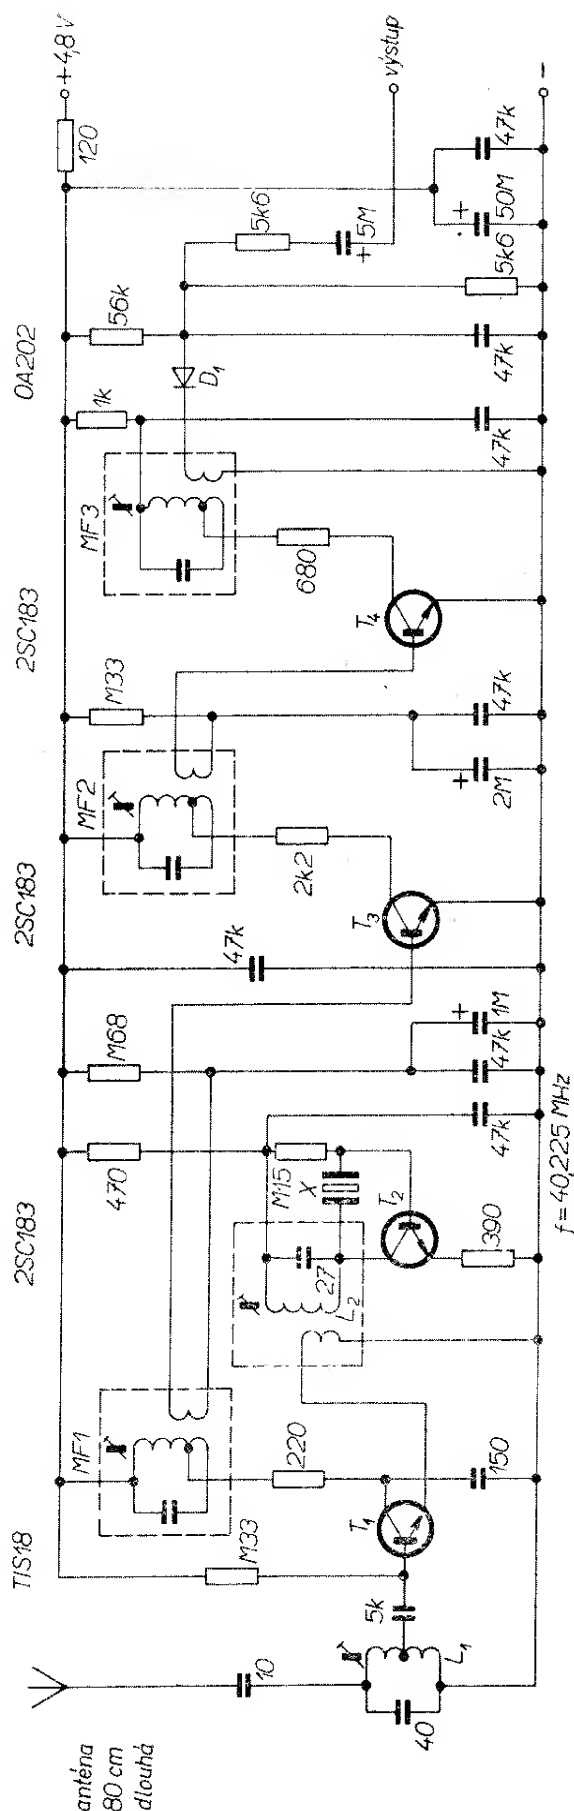 anténa
80 cm
dlouhá
TIS18
2SC183
2SC183
2SC183
0A202
+4,8V
120
výstup
−
10
40
L1
5k
M33
T1
MF1
220
150
470
M15
X
27
L2
T2
390
47k
f = 40,225 MHz
M68
47k
1M
+
47k
T3
MF2
2k2
M33
2M
+
47k
T4
MF3
680
1k
47k
D1
56k
47k
5k6
5k6
5M
+
50M
+
47k